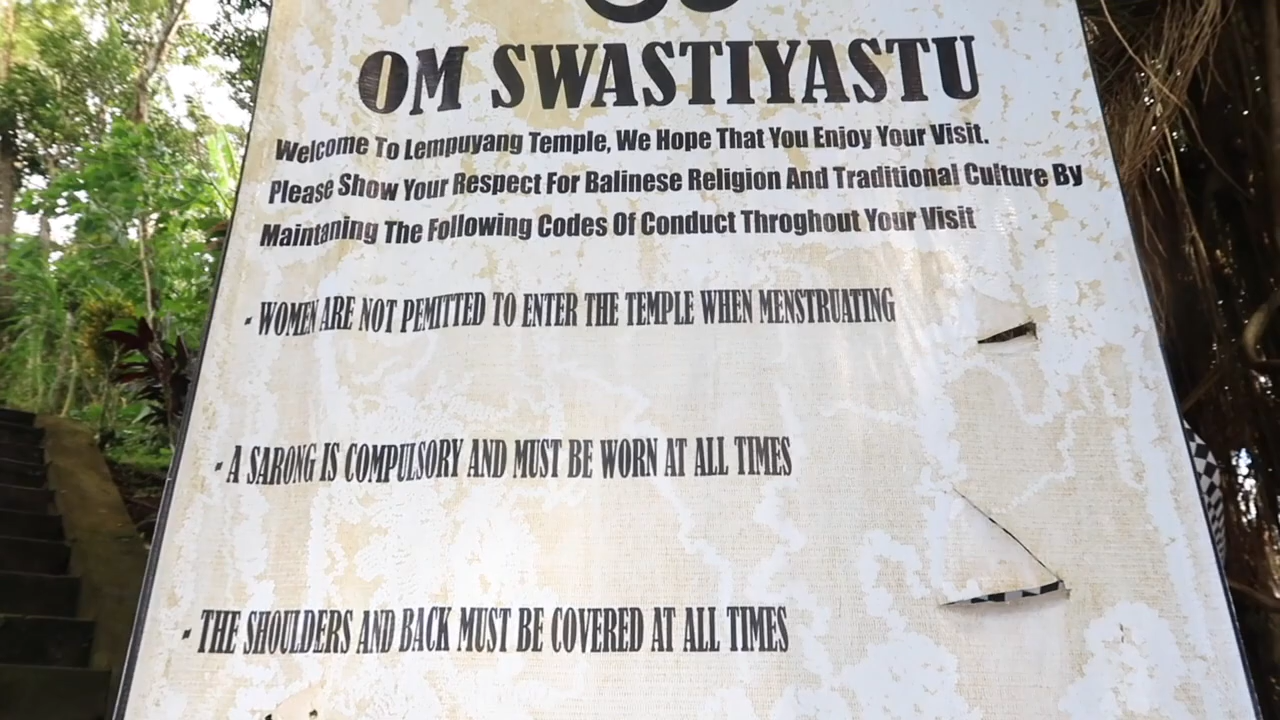 OM SWASTIYASTU
Welcome To Lempuyang Temple, We Hope That You Enjoy Your Visit.
Please Show Your Respect For Balinese Religion And Traditional Culture By
Maintaning The Following Codes Of Conduct Throghout Your Visit
- WOMEN ARE NOT PEMITTED TO ENTER THE TEMPLE WHEN MENSTRUATING
- A SARONG IS COMPULSORY AND MUST BE WORN AT ALL TIMES
- THE SHOULDERS AND BACK MUST BE COVERED AT ALL TIMES